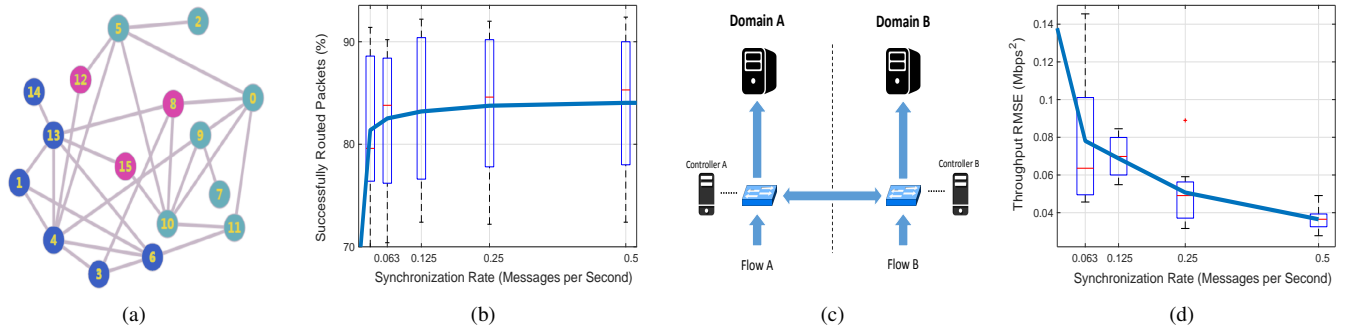 5
2
12
14
8
0
13
9
15
1
7
10
11
4
6
3
(a)
Successfully Routed Packets (%)
90
80
70
0.063
0.125
0.25
0.5
Synchronization Rate (Messages per Second)
(b)
Domain A
Domain B
Controller A
Controller B
Flow A
Flow B
(c)
Throughput RMSE (Mbps²)
0.14
0.12
0.1
0.08
0.06
0.04
0.063
0.125
0.25
0.5
Synchronization Rate (Messages per Second)
(d)